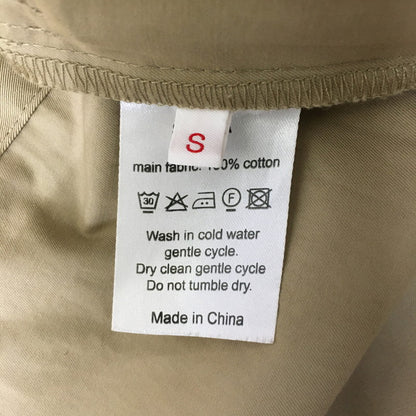 S
main fabric: 100% cotton
30 F
Wash in cold water
gentle cycle.
Dry clean gentle cycle
Do not tumble dry.
Made in China